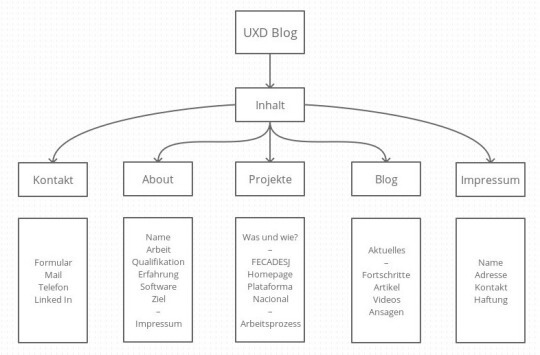 UXD Blog
Inhalt
Kontakt
About
Projekte
Blog
Impressum
Formular
Mail
Telefon
Linked In
Name
Arbeit
Qualifikation
Erfahrung
Software
Ziel
–
Impressum
Was und wie?
–
FECADESJ
Homepage
Plataforma
Nacional
–
Arbeitsprozess
Aktuelles
–
Fortschritte
Artikel
Videos
Ansagen
Name
Adresse
Kontakt
Haftung